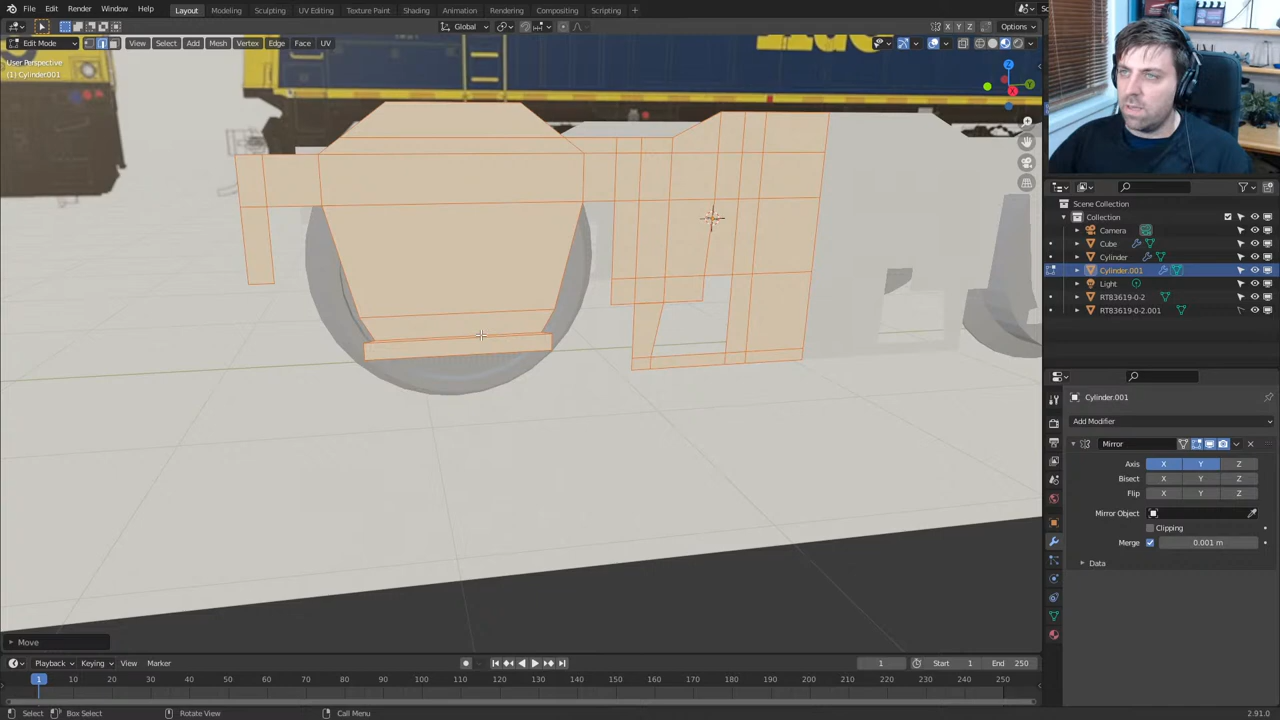 File Edit Render Window Help Layout Modeling Sculpting UV Editing Texture Paint Shading Animation Rendering Compositing Scripting +
Global Options
X Y Z
Edit Mode View Select Add Mesh Vertex Edge Face UV
User Perspective
(1) Cylinder.001
Z
Y
X
Scene Collection
Collection
Camera
Cube
Cylinder
Cylinder.001
Light
RT83619-0-2
RT83619-0-2.001
Cylinder.001
Add Modifier
Mirror
Axis X Y Z
Bisect X Y Z
Flip X Y Z
Mirror Object
Clipping
Merge 0.001 m
Data
Move
Playback Keying View Marker 1 Start 1 End 250
1 10 20 30 40 50 60 70 80 90 100 110 120 130 140 150 160 170 180 190 200 210 220 230 240 250
Select Box Select Rotate View Call Menu 2.91.0